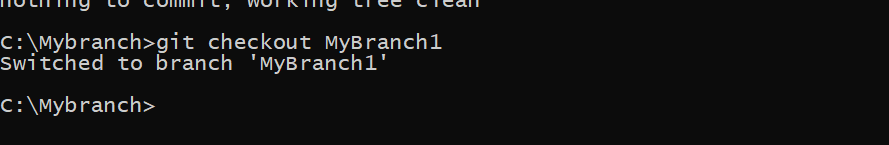 nothing to commit, working tree clean
C:\Mybranch>git checkout MyBranch1
Switched to branch 'MyBranch1'
C:\Mybranch>